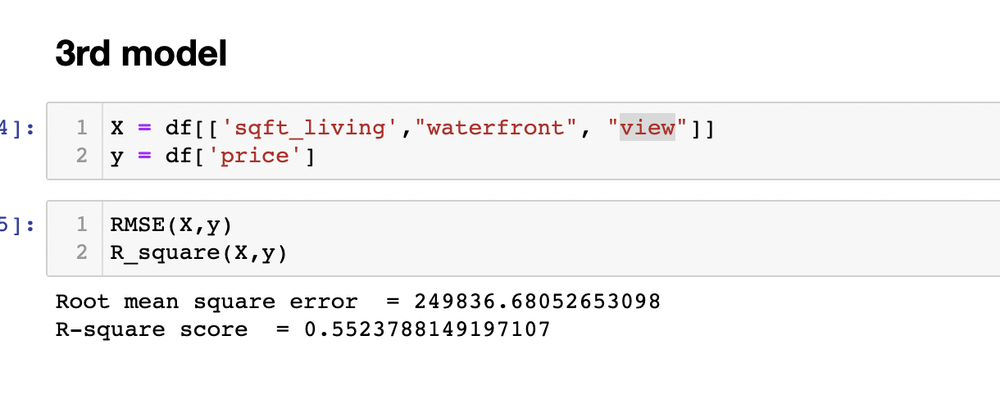 3rd model
4]:
1 X = df[['sqft_living',"waterfront", "view"]]
2 y = df['price']
5]:
1 RMSE(X,y)
2 R_square(X,y)
Root mean square error  = 249836.68052653098
R-square score  = 0.5523788149197107